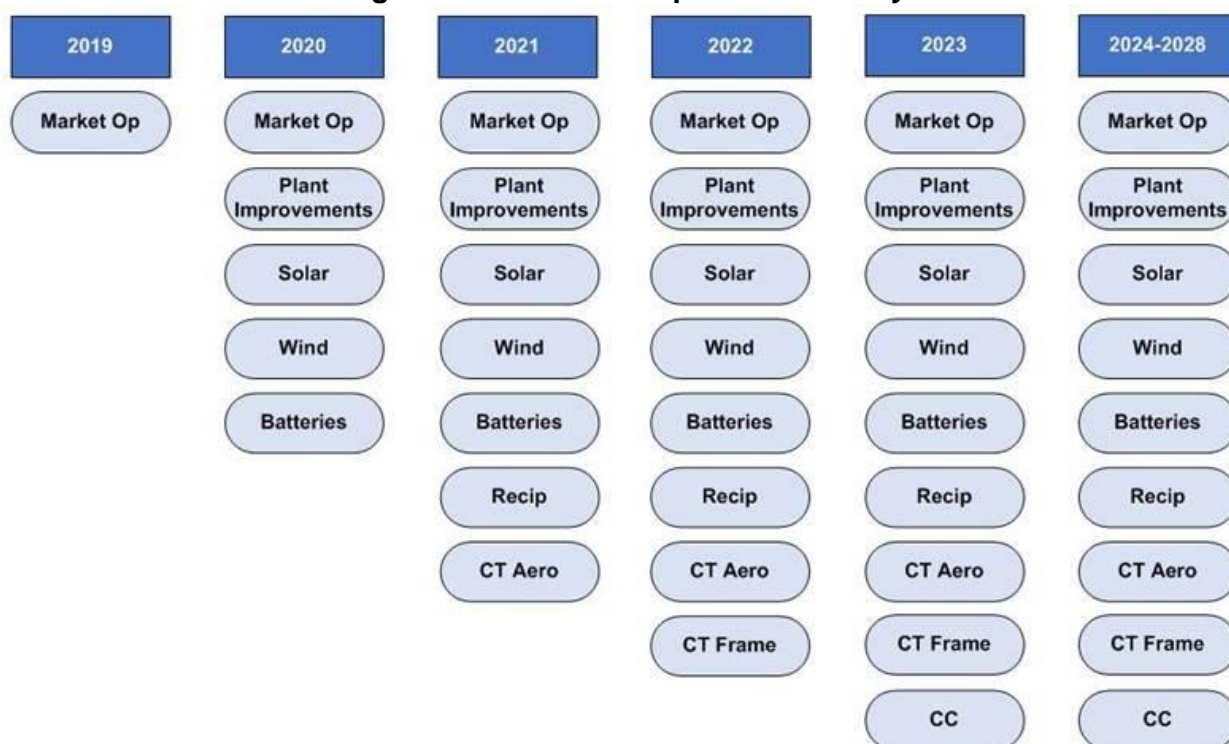 2019 2020 2021 2022 2023 2024-2028
Market Op Market Op Market Op Market Op Market Op Market Op
Plant Plant Plant Plant Plant
Improvements Improvements Improvements Improvements Improvements
Solar Solar Solar Solar Solar
Wind Wind Wind Wind Wind
Batteries Batteries Batteries Batteries Batteries
Recip Recip Recip Recip
CT Aero CT Aero CT Aero CT Aero
CT Frame CT Frame CT Frame
CC CC